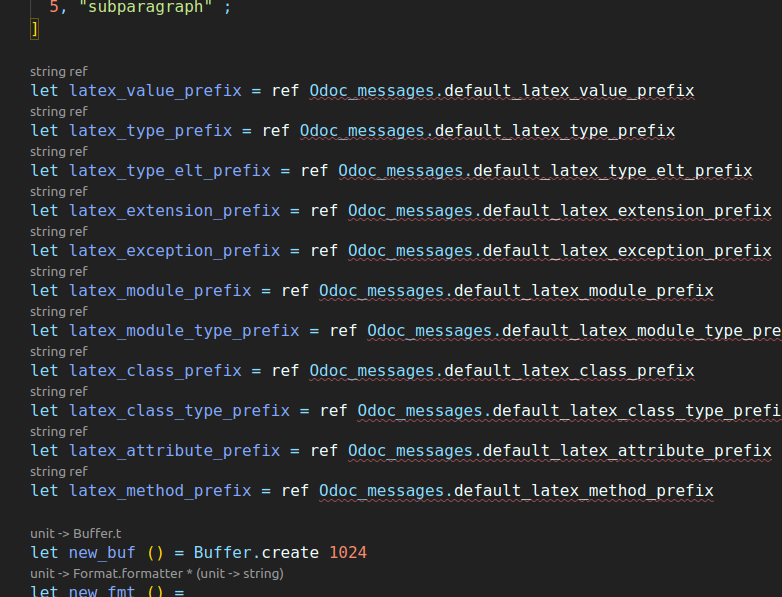 5, "subparagraph" ;
]
string ref
let latex_value_prefix = ref Odoc_messages.default_latex_value_prefix
string ref
let latex_type_prefix = ref Odoc_messages.default_latex_type_prefix
string ref
let latex_type_elt_prefix = ref Odoc_messages.default_latex_type_elt_prefix
string ref
let latex_extension_prefix = ref Odoc_messages.default_latex_extension_prefix
string ref
let latex_exception_prefix = ref Odoc_messages.default_latex_exception_prefix
string ref
let latex_module_prefix = ref Odoc_messages.default_latex_module_prefix
string ref
let latex_module_type_prefix = ref Odoc_messages.default_latex_module_type_pre
string ref
let latex_class_prefix = ref Odoc_messages.default_latex_class_prefix
string ref
let latex_class_type_prefix = ref Odoc_messages.default_latex_class_type_prefi
string ref
let latex_attribute_prefix = ref Odoc_messages.default_latex_attribute_prefix
string ref
let latex_method_prefix = ref Odoc_messages.default_latex_method_prefix
unit -> Buffer.t
let new_buf () = Buffer.create 1024
unit -> Format.formatter * (unit -> string)
let new_fmt () =